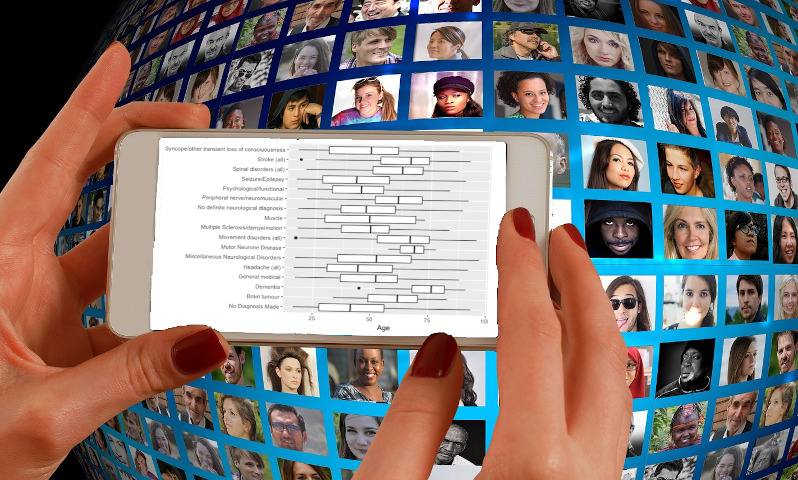 Syncope/other transient loss of consciousness
Stroke (all)
Spinal disorders (all)
Seizure/Epilepsy
Psychological/functional
Peripheral nerve/neuromuscular
No definite neurological diagnosis
Muscle
Multiple Sclerosis/demyelination
Movement disorders (all)
Motor Neurone Disease
Miscellaneous Neurological Disorders
Headache (all)
General medical
Dementia
Brain tumour
No Diagnosis Made
25 50 75 100
Age